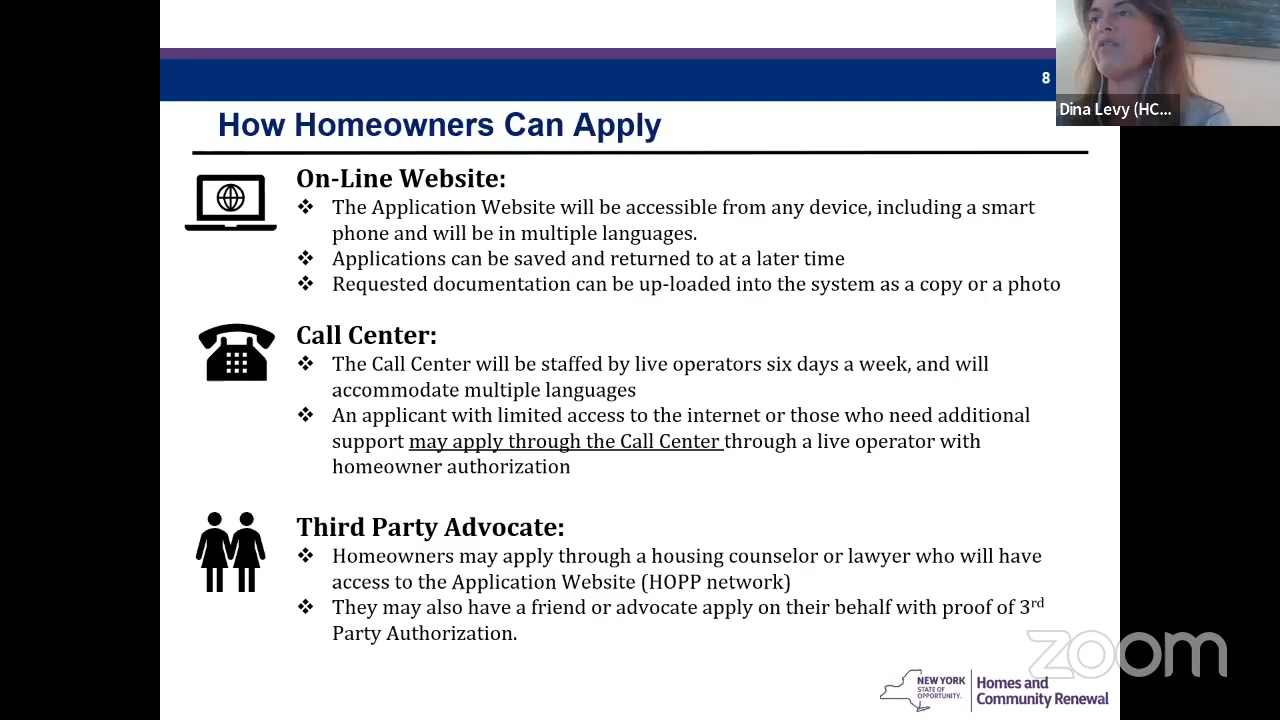 8
Dina Levy (HC...
How Homeowners Can Apply
On-Line Website:
❖ The Application Website will be accessible from any device, including a smart
phone and will be in multiple languages.
❖ Applications can be saved and returned to at a later time
❖ Requested documentation can be up-loaded into the system as a copy or a photo
Call Center:
❖ The Call Center will be staffed by live operators six days a week, and will
accommodate multiple languages
❖ An applicant with limited access to the internet or those who need additional
support may apply through the Call Center through a live operator with
homeowner authorization
Third Party Advocate:
❖ Homeowners may apply through a housing counselor or lawyer who will have
access to the Application Website (HOPP network)
❖ They may also have a friend or advocate apply on their behalf with proof of 3rd
Party Authorization.
zoom
NEW YORK
STATE OF
OPPORTUNITY.
Homes and
Community Renewal